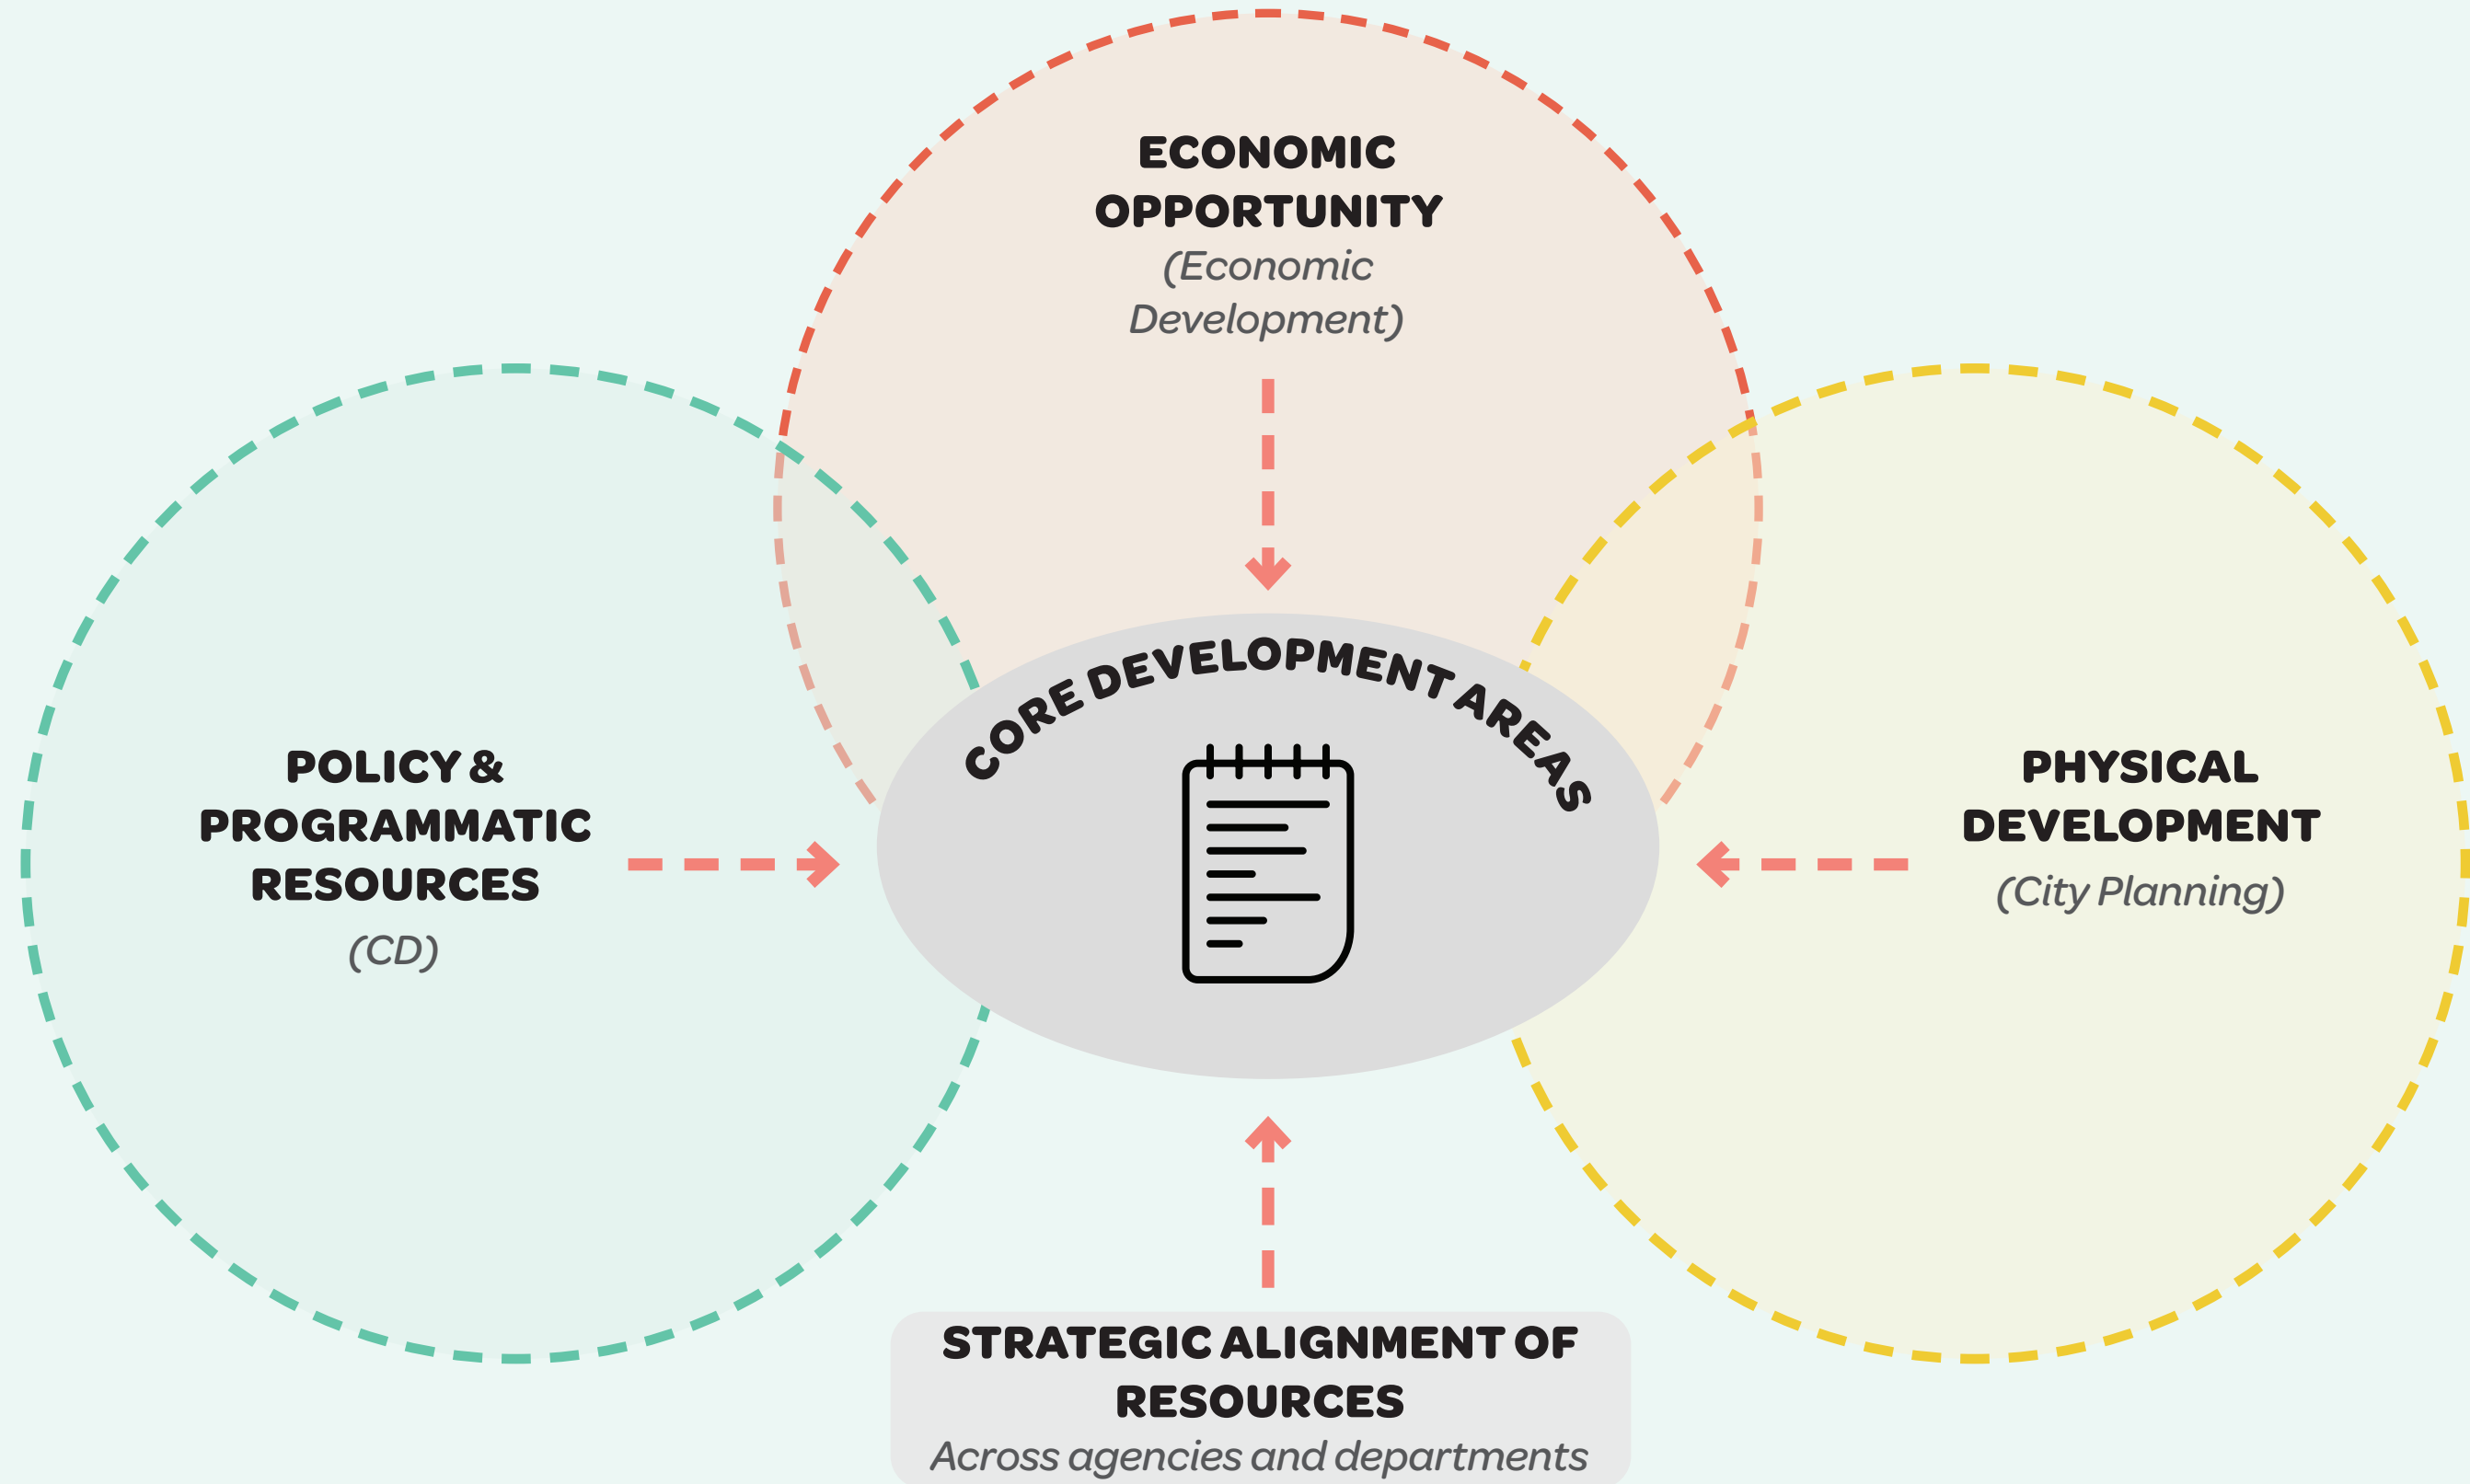 ECONOMIC
OPPORTUNITY
(Economic
Development)
CORE DEVELOPMENT AREAS
POLICY &
PROGRAMMATIC
RESOURCES
(CD)
PHYSICAL
DEVELOPMENT
(City Planning)
STRATEGIC ALIGNMENT OF
RESOURCES
Across agencies and departments